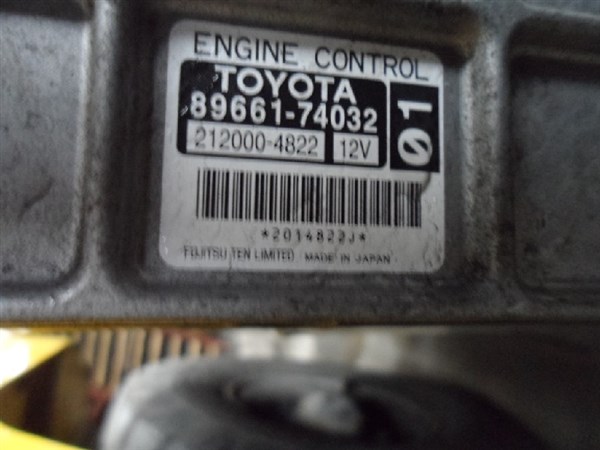 ENGINE CONTROL
TOYOTA
89661-74032
01
212000-4822 12V
*2014822J*
FUJITSU TEN LIMITED MADE IN JAPAN